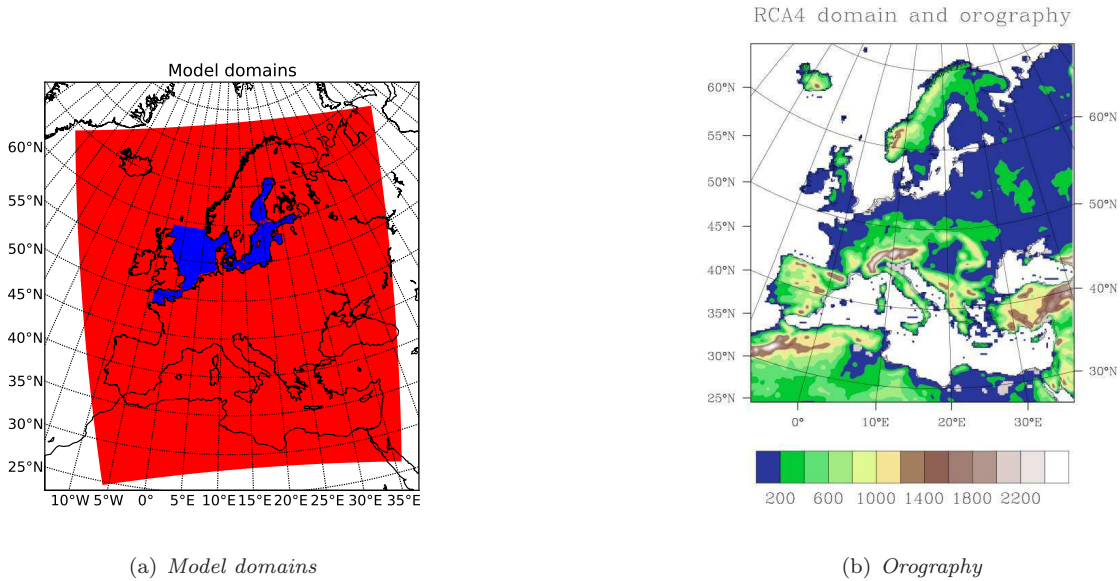 Model domains
60°N
55°N
50°N
45°N
40°N
35°N
30°N
25°N
10°W 5°W 0° 5°E 10°E 15°E 20°E 25°E 30°E 35°E
(a) Model domains
RCA4 domain and orography
60°N
55°N
50°N
45°N
40°N
35°N
30°N
25°N
60°N
50°N
40°N
30°N
0° 10°E 20°E 30°E
200 600 1000 1400 1800 2200
(b) Orography